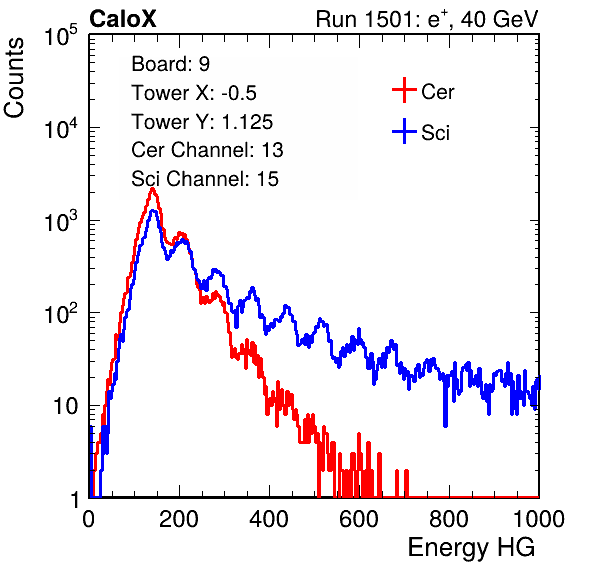 CaloX Run 1501: e⁺, 40 GeV
Counts
10⁵
10⁴
10³
10²
10
1
Board: 9
Tower X: -0.5
Tower Y: 1.125
Cer Channel: 13
Sci Channel: 15
Cer
Sci
0 200 400 600 800 1000
Energy HG